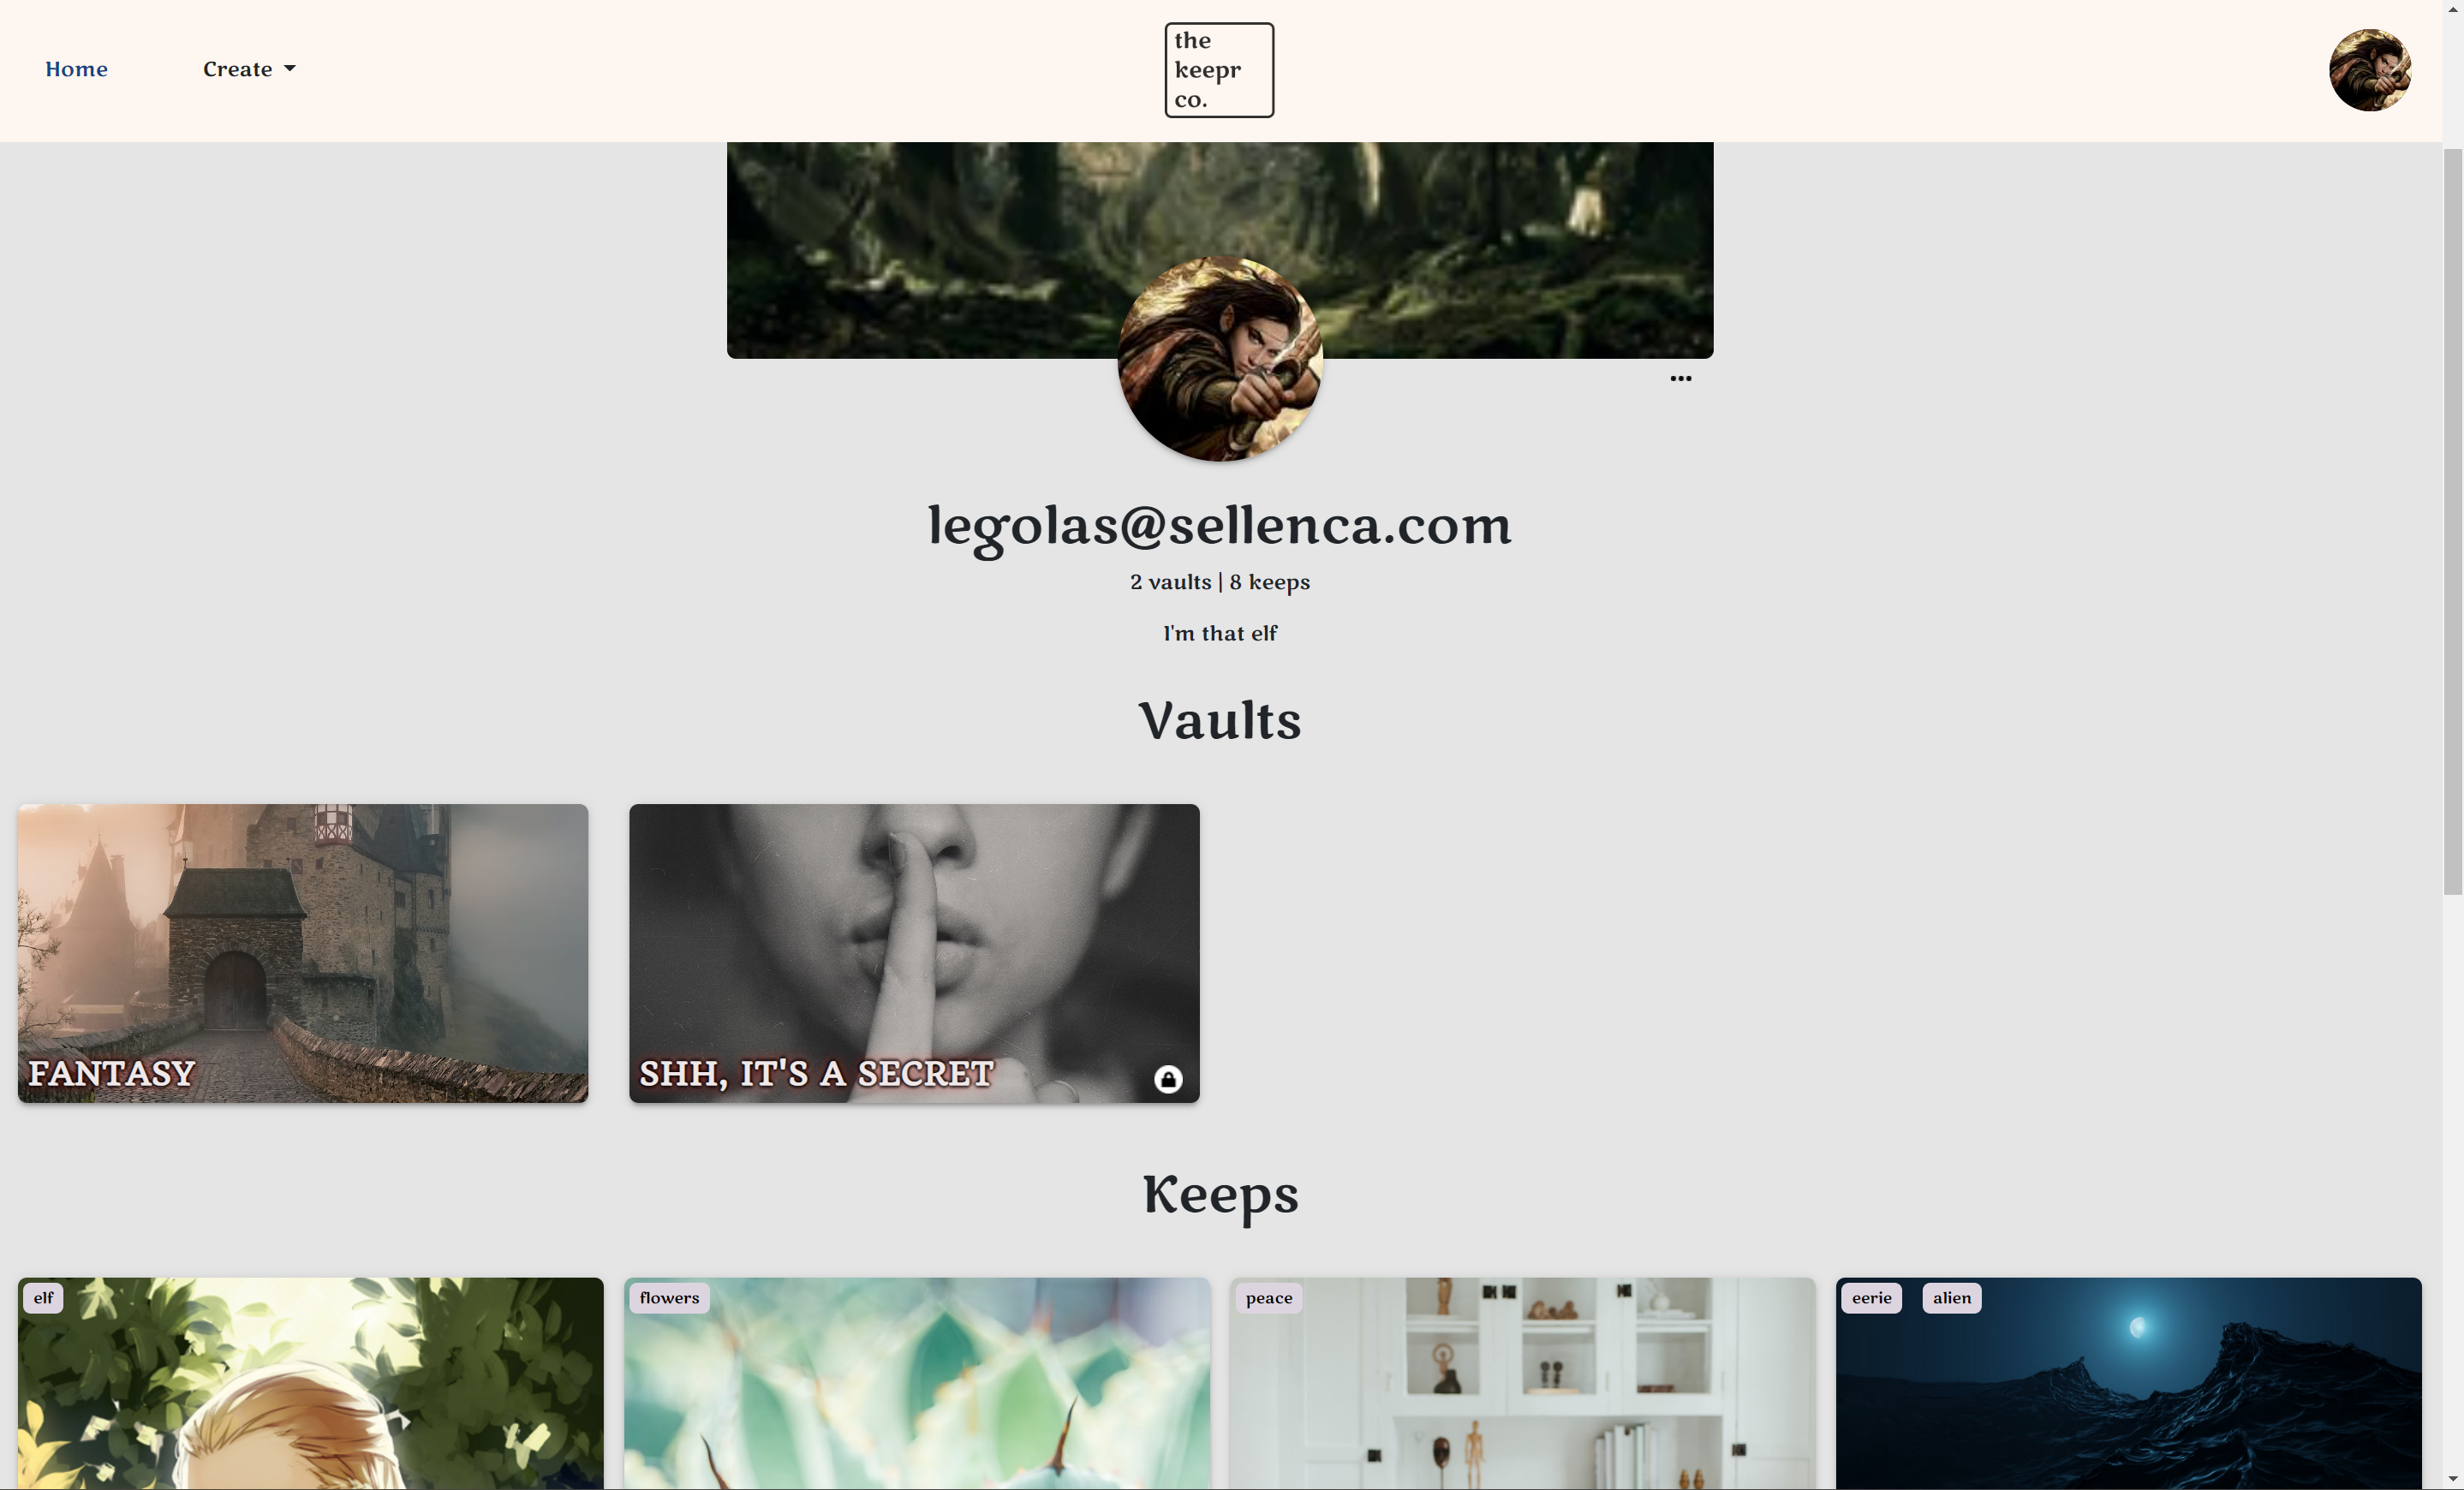 Home
Create
the
keepr
co.
legolas@sellenca.com
2 vaults | 8 keeps
I'm that elf
Vaults
FANTASY
SHH, IT'S A SECRET
Keeps
elf
flowers
peace
eerie
alien